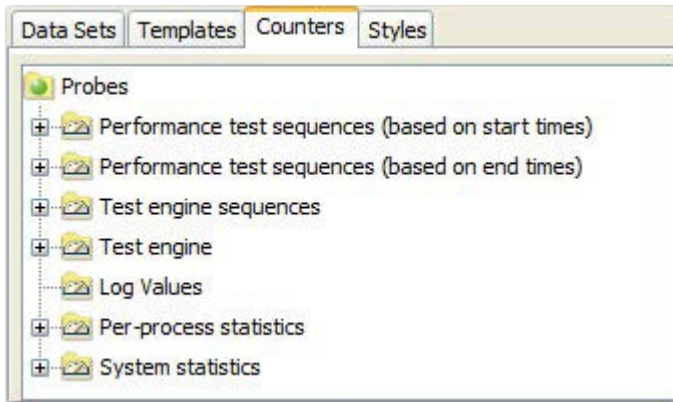 Data Sets Templates Counters Styles
Probes
Performance test sequences (based on start times)
Performance test sequences (based on end times)
Test engine sequences
Test engine
Log Values
Per-process statistics
System statistics